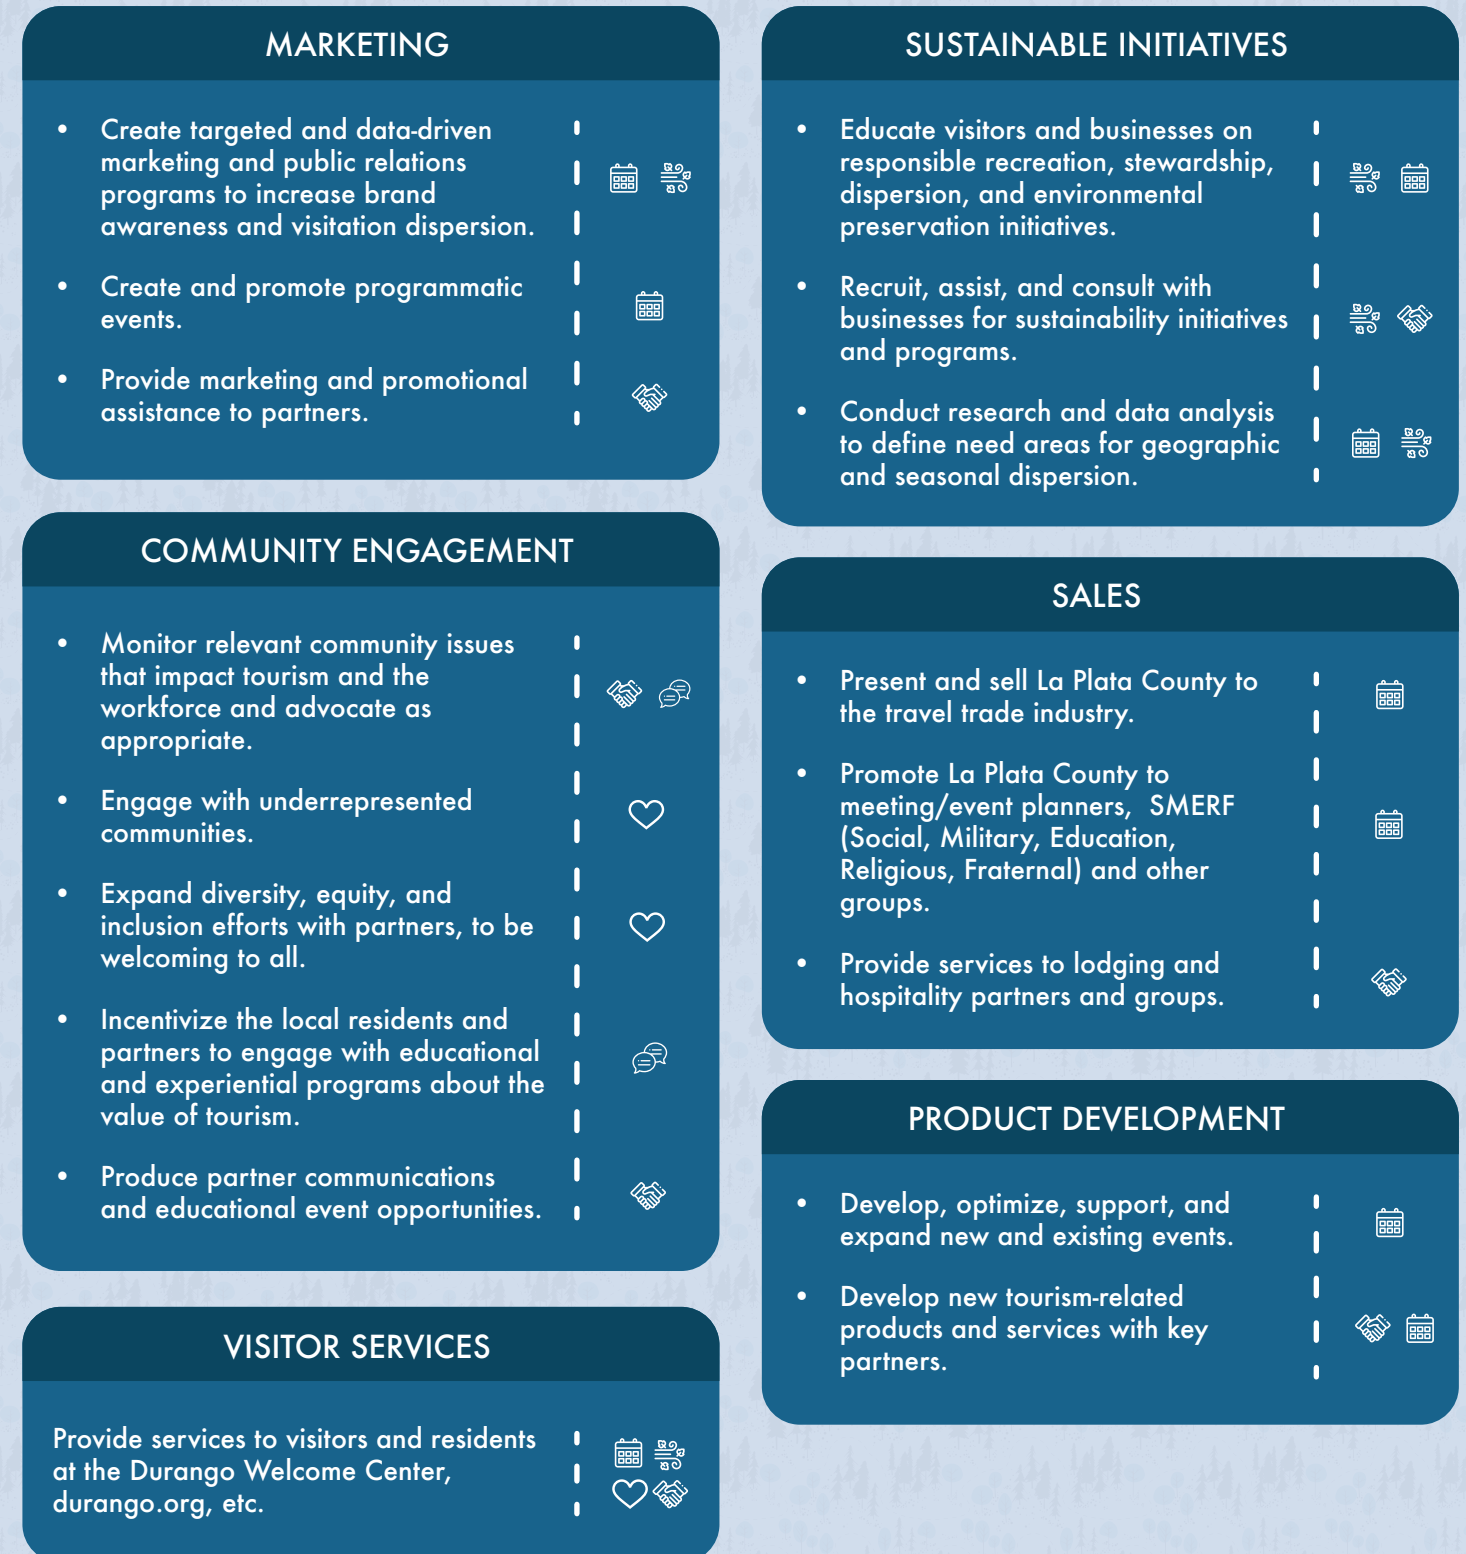 MARKETING
• Create targeted and data-driven
marketing and public relations
programs to increase brand
awareness and visitation dispersion.
• Create and promote programmatic
events.
• Provide marketing and promotional
assistance to partners.
COMMUNITY ENGAGEMENT
• Monitor relevant community issues
that impact tourism and the
workforce and advocate as
appropriate.
• Engage with underrepresented
communities.
• Expand diversity, equity, and
inclusion efforts with partners, to be
welcoming to all.
• Incentivize the local residents and
partners to engage with educational
and experiential programs about the
value of tourism.
• Produce partner communications
and educational event opportunities.
VISITOR SERVICES
Provide services to visitors and residents
at the Durango Welcome Center,
durango.org, etc.
SUSTAINABLE INITIATIVES
• Educate visitors and businesses on
responsible recreation, stewardship,
dispersion, and environmental
preservation initiatives.
• Recruit, assist, and consult with
businesses for sustainability initiatives
and programs.
• Conduct research and data analysis
to define need areas for geographic
and seasonal dispersion.
SALES
• Present and sell La Plata County to
the travel trade industry.
• Promote La Plata County to
meeting/event planners,  SMERF
(Social, Military, Education,
Religious, Fraternal) and other
groups.
• Provide services to lodging and
hospitality partners and groups.
PRODUCT DEVELOPMENT
• Develop, optimize, support, and
expand new and existing events.
• Develop new tourism-related
products and services with key
partners.